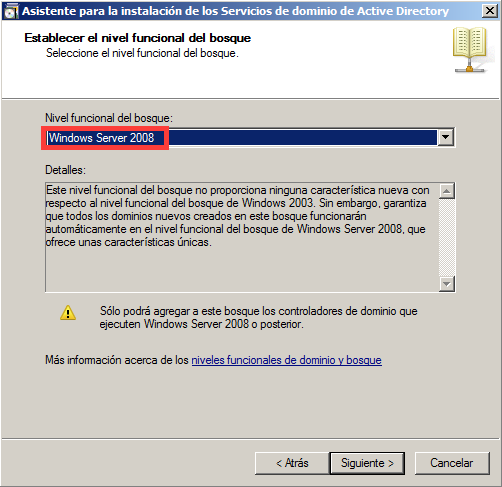 Asistente para la instalación de los Servicios de dominio de Active Directory
Establecer el nivel funcional del bosque
Seleccione el nivel funcional del bosque.
Nivel funcional del bosque:
Windows Server 2008
Detalles:
Este nivel funcional del bosque no proporciona ninguna característica nueva con
respecto al nivel funcional del bosque de Windows 2003. Sin embargo, garantiza
que todos los dominios nuevos creados en este bosque funcionarán
automáticamente en el nivel funcional del bosque de Windows Server 2008, que
ofrece unas características únicas.
Sólo podrá agregar a este bosque los controladores de dominio que
ejecuten Windows Server 2008 o posterior.
Más información acerca de los niveles funcionales de dominio y bosque
< Atrás
Siguiente >
Cancelar